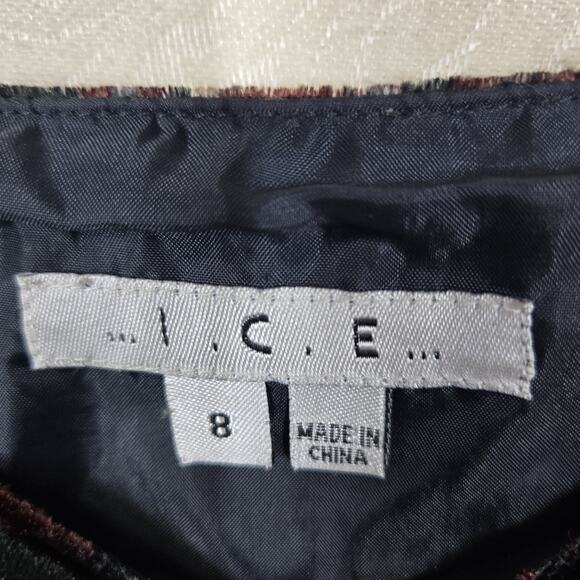 ... I . C . E ...
8
MADE IN
CHINA